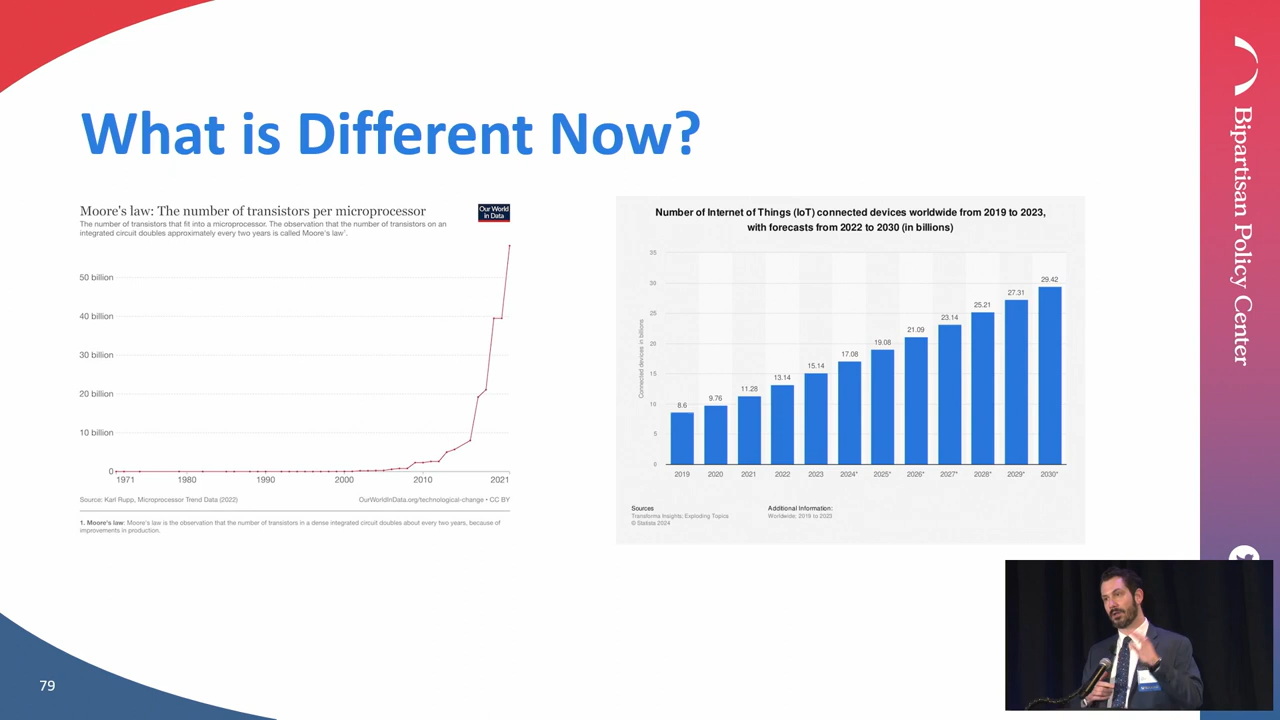 What is Different Now?
Moore's law: The number of transistors per microprocessor
Our World
in Data
The number of transistors that fit into a microprocessor. The observation that the number of transistors on an
integrated circuit doubles approximately every two years is called Moore's law¹.
50 billion
40 billion
30 billion
20 billion
10 billion
0
1971
1980
1990
2000
2010
2021
Source: Karl Rupp, Microprocessor Trend Data (2022)
OurWorldInData.org/technological-change • CC BY
1. Moore's law: Moore's law is the observation that the number of transistors in a dense integrated circuit doubles about every two years, because of
improvements in production.
Number of Internet of Things (IoT) connected devices worldwide from 2019 to 2023,
with forecasts from 2022 to 2030 (in billions)
Connected devices in billions
35
30
25
20
15
10
5
0
8.6
9.76
11.28
13.14
15.14
17.08
19.08
21.09
23.14
25.21
27.31
29.42
2019
2020
2021
2022
2023
2024*
2025*
2026*
2027*
2028*
2029*
2030*
Sources
Transforma Insights; Exploding Topics
© Statista 2024
Additional Information:
Worldwide; 2019 to 2023
Bipartisan Policy Center
79